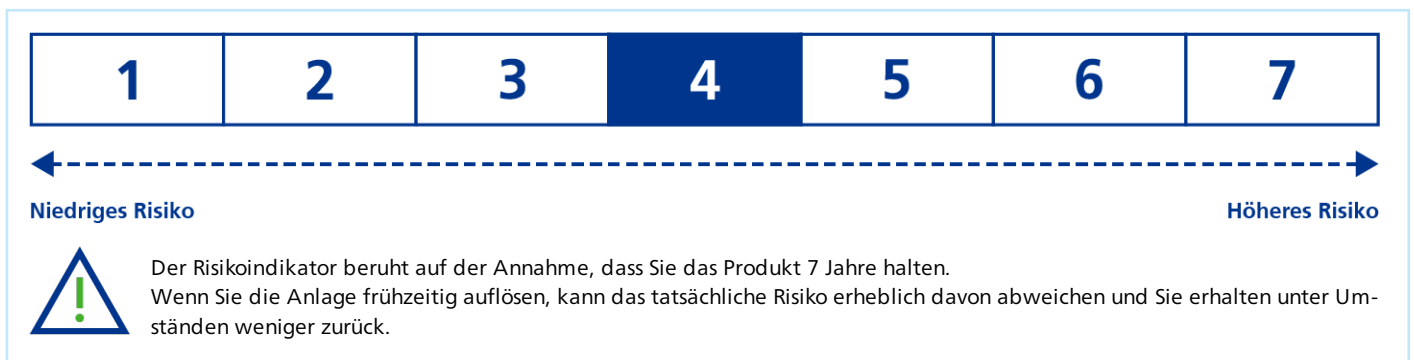 1 2 3 4 5 6 7
Niedriges Risiko Höheres Risiko
Der Risikoindikator beruht auf der Annahme, dass Sie das Produkt 7 Jahre halten.
Wenn Sie die Anlage frühzeitig auflösen, kann das tatsächliche Risiko erheblich davon abweichen und Sie erhalten unter Um-
ständen weniger zurück.